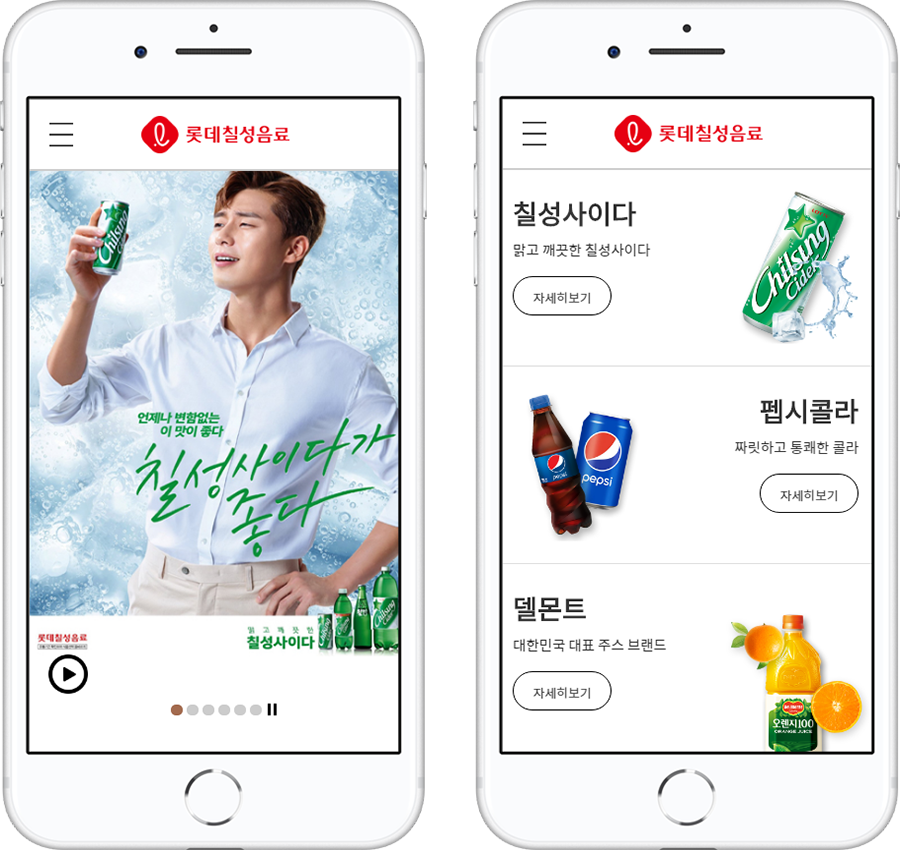 롯데칠성음료
Chilsung
언제나 변함없는
이 맛이 좋다
칠성사이다가
좋다
롯데칠성음료
맑고 깨끗한
칠성사이다
Chilsung
롯데칠성음료
칠성사이다
맑고 깨끗한 칠성사이다
자세히보기
LOTTE
Chilsung
Cider
펩시콜라
짜릿하고 통쾌한 콜라
자세히보기
pepsi
pepsi
델몬트
대한민국 대표 주스 브랜드
자세히보기
Del Monte
오렌지100
ORANGE JUICE